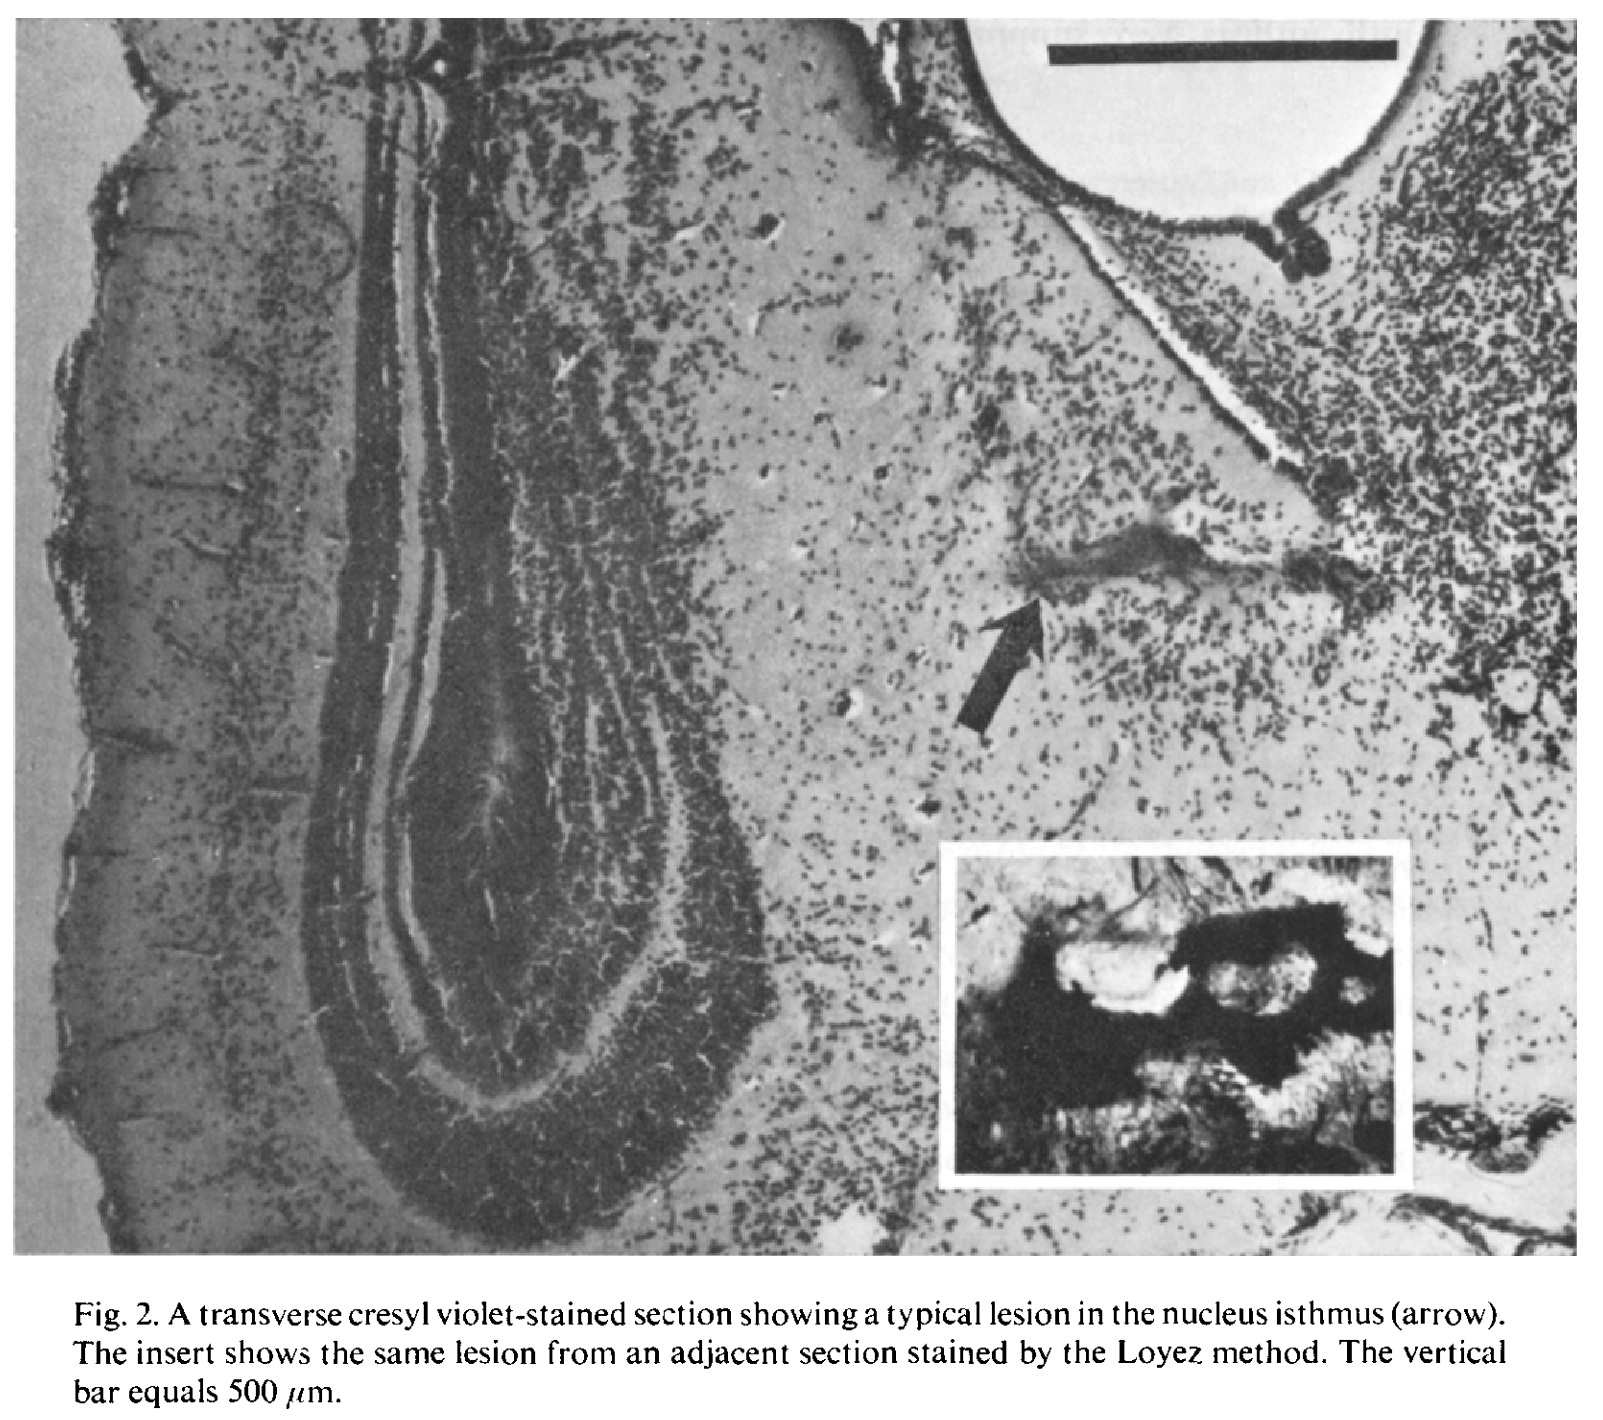 Fig. 2. A transverse cresyl violet-stained section showing a typical lesion in the nucleus isthmus (arrow).
The insert shows the same lesion from an adjacent section stained by the Loyez method. The vertical
bar equals 500 μm.